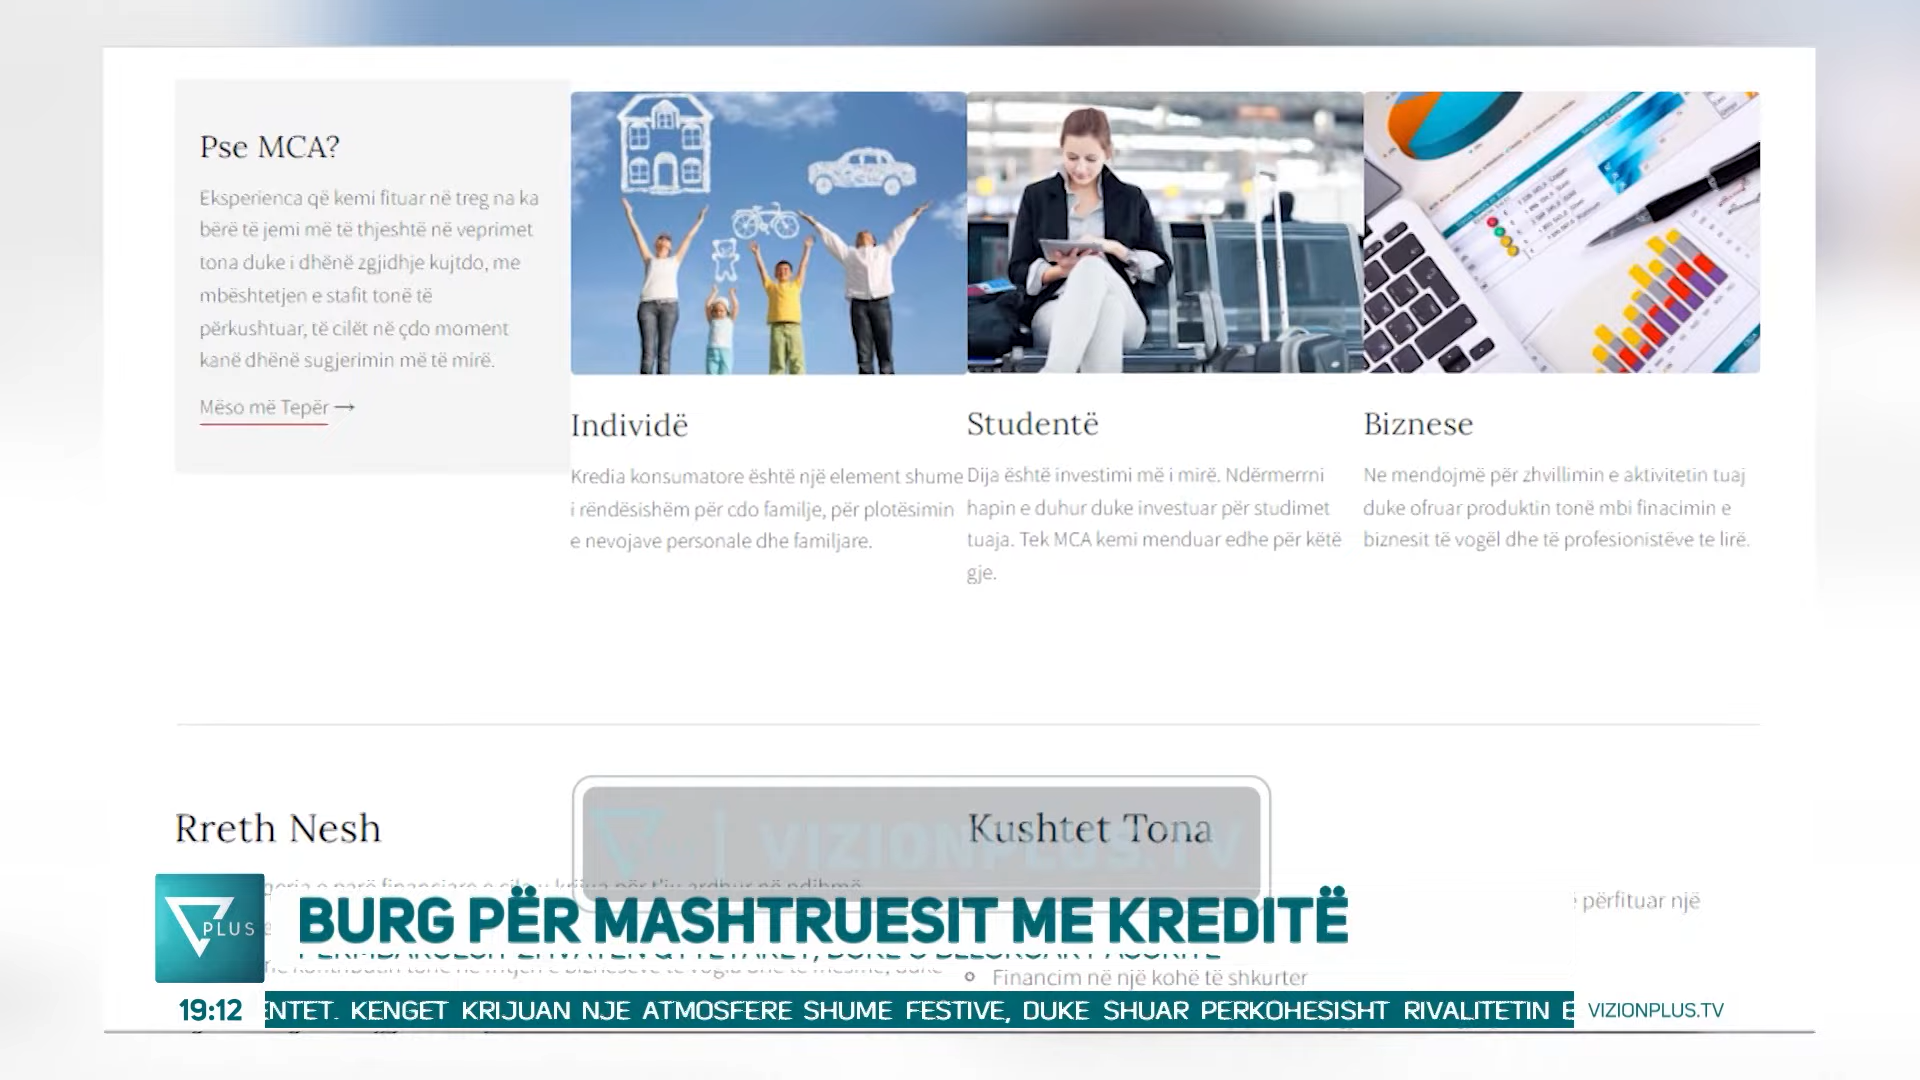 Pse MCA?
Eksperienca që kemi fituar në treg na ka
bërë të jemi më të thjeshtë në veprimet
tona duke i dhënë zgjidhje kujtdo, me
mbështetjen e stafit tonë të
përkushtuar, të cilët në çdo moment
kanë dhënë sugjerimin më të mirë.
Mëso më Tepër →
Individë
Kredia konsumatore është një element shume
i rëndësishëm për cdo familje, për plotësimin
e nevojave personale dhe familjare.
Studentë
Dija është investimi më i mirë. Ndërmerrni
hapin e duhur duke investuar për studimet
tuaja. Tek MCA kemi menduar edhe për këtë
gje.
Biznese
Ne mendojmë për zhvillimin e aktivitetin tuaj
duke ofruar produktin tonë mbi finacimin e
biznesit të vogël dhe të profesionistëve te lirë.
Rreth Nesh
Kushtet Tona
VIZIONPLUS.TV
përfituar një
PLUS
BURG PËR MASHTRUESIT ME KREDITË
Financim në një kohë të shkurter
19:12
ENTET. KENGET KRIJUAN NJE ATMOSFERE SHUME FESTIVE, DUKE SHUAR PERKOHESISHT RIVALITETIN E
VIZIONPLUS.TV